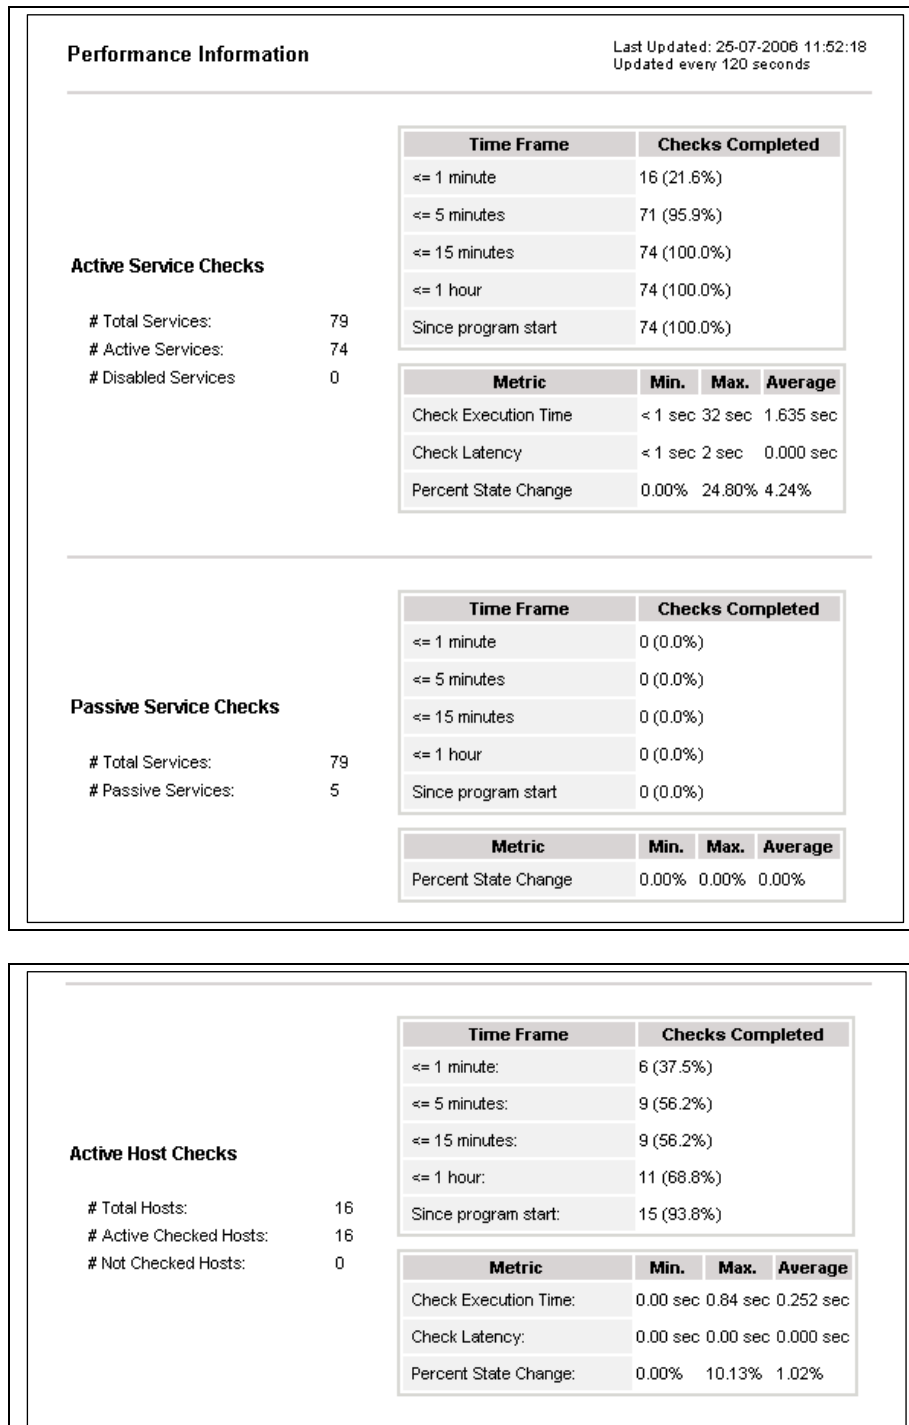 Performance Information
Last Updated: 25-07-2006 11:52:18
Updated every 120 seconds
Active Service Checks
# Total Services: 79
# Active Services: 74
# Disabled Services 0
Time Frame Checks Completed
<= 1 minute 16 (21.6%)
<= 5 minutes 71 (95.9%)
<= 15 minutes 74 (100.0%)
<= 1 hour 74 (100.0%)
Since program start 74 (100.0%)
Metric Min. Max. Average
Check Execution Time < 1 sec 32 sec 1.635 sec
Check Latency < 1 sec 2 sec 0.000 sec
Percent State Change 0.00% 24.80% 4.24%
Passive Service Checks
# Total Services: 79
# Passive Services: 5
Time Frame Checks Completed
<= 1 minute 0 (0.0%)
<= 5 minutes 0 (0.0%)
<= 15 minutes 0 (0.0%)
<= 1 hour 0 (0.0%)
Since program start 0 (0.0%)
Metric Min. Max. Average
Percent State Change 0.00% 0.00% 0.00%
Active Host Checks
# Total Hosts: 16
# Active Checked Hosts: 16
# Not Checked Hosts: 0
Time Frame Checks Completed
<= 1 minute: 6 (37.5%)
<= 5 minutes: 9 (56.2%)
<= 15 minutes: 9 (56.2%)
<= 1 hour: 11 (68.8%)
Since program start: 15 (93.8%)
Metric Min. Max. Average
Check Execution Time: 0.00 sec 0.84 sec 0.252 sec
Check Latency: 0.00 sec 0.00 sec 0.000 sec
Percent State Change: 0.00% 10.13% 1.02%